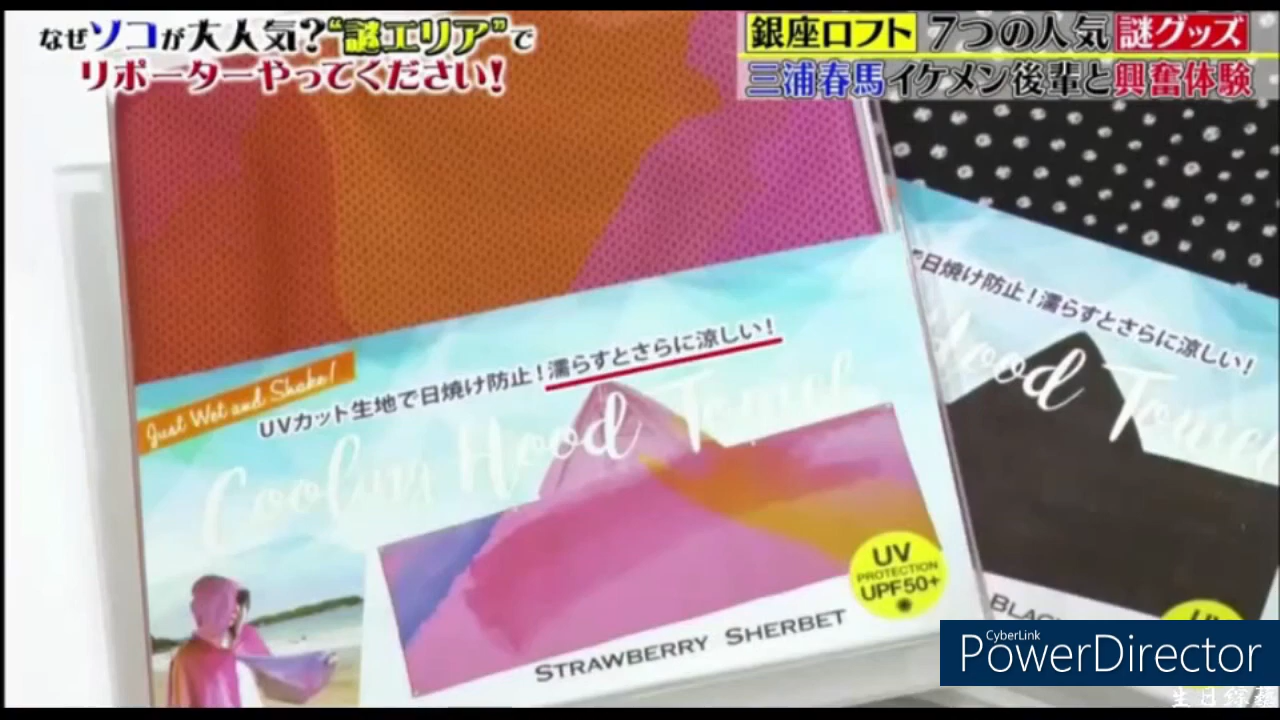 なぜソコが大人気?“謎エリア”で
リポーターやってください!
銀座ロフト 7つの人気 謎グッズ
三浦春馬イケメン後輩と興奮体験
Just Wet and Shake!
UVカット生地で日焼け防止!濡らすとさらに涼しい!
Hood
UV
PROTECTION
UPF50+
STRAWBERRY SHERBET
で日焼け防止!濡らすとさらに涼しい!
Hood
UV
CyberLink
PowerDirector